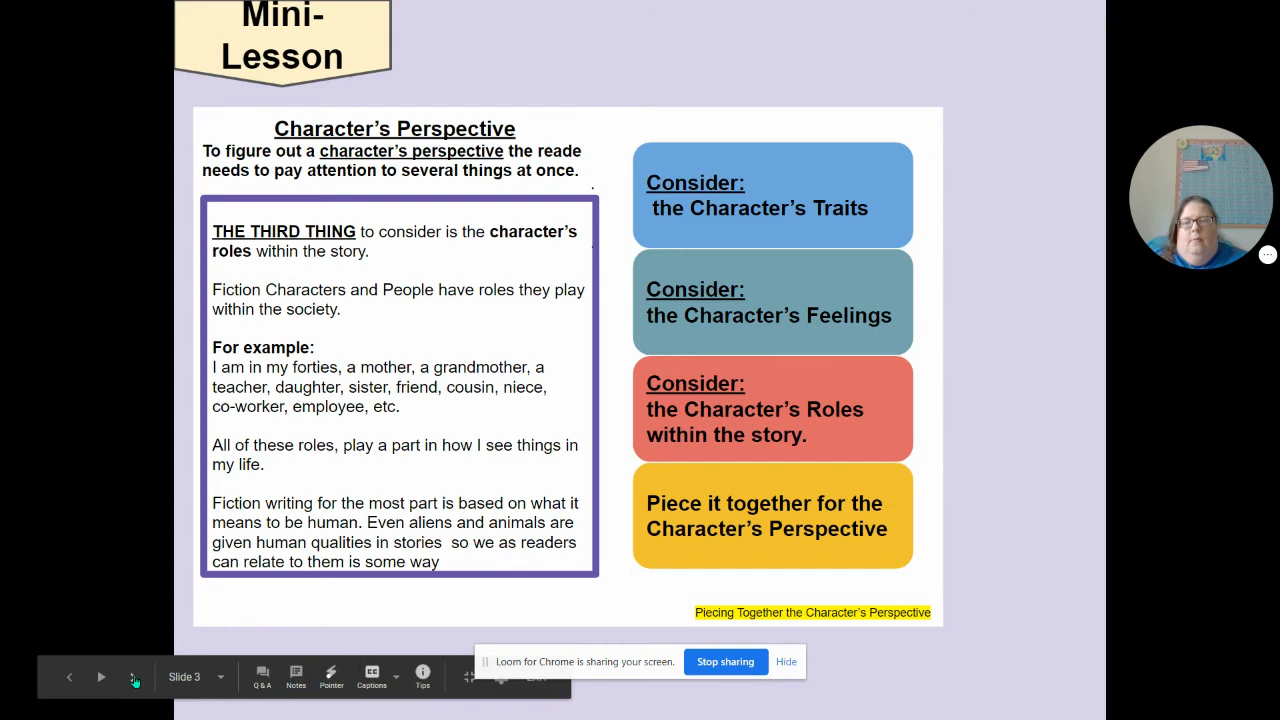 Mini-
Lesson
Character's Perspective
To figure out a character's perspective the reade
needs to pay attention to several things at once.
THE THIRD THING to consider is the character's
roles within the story.
Fiction Characters and People have roles they play
within the society.
For example:
I am in my forties, a mother, a grandmother, a
teacher, daughter, sister, friend, cousin, niece,
co-worker, employee, etc.
All of these roles, play a part in how I see things in
my life.
Fiction writing for the most part is based on what it
means to be human. Even aliens and animals are
given human qualities in stories so we as readers
can relate to them is some way
Consider:
the Character's Traits
Consider:
the Character's Feelings
Consider:
the Character's Roles
within the story.
Piece it together for the
Character's Perspective
Piecing Together the Character's Perspective
Loom for Chrome is sharing your screen.
Stop sharing
Hide
Slide 3
Q & A
Notes
Pointer
Captions
Tips